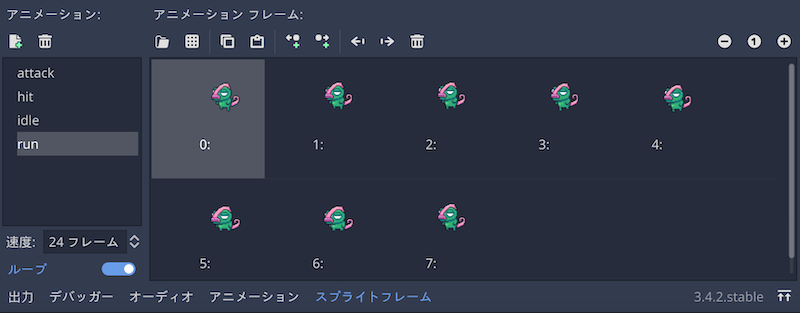 アニメーション:
アニメーション フレーム:
attack
hit
idle
run
0:
1:
2:
3:
4:
5:
6:
7:
速度:
24 フレーム
ループ
出力 デバッガー オーディオ アニメーション スプライトフレーム 3.4.2.stable